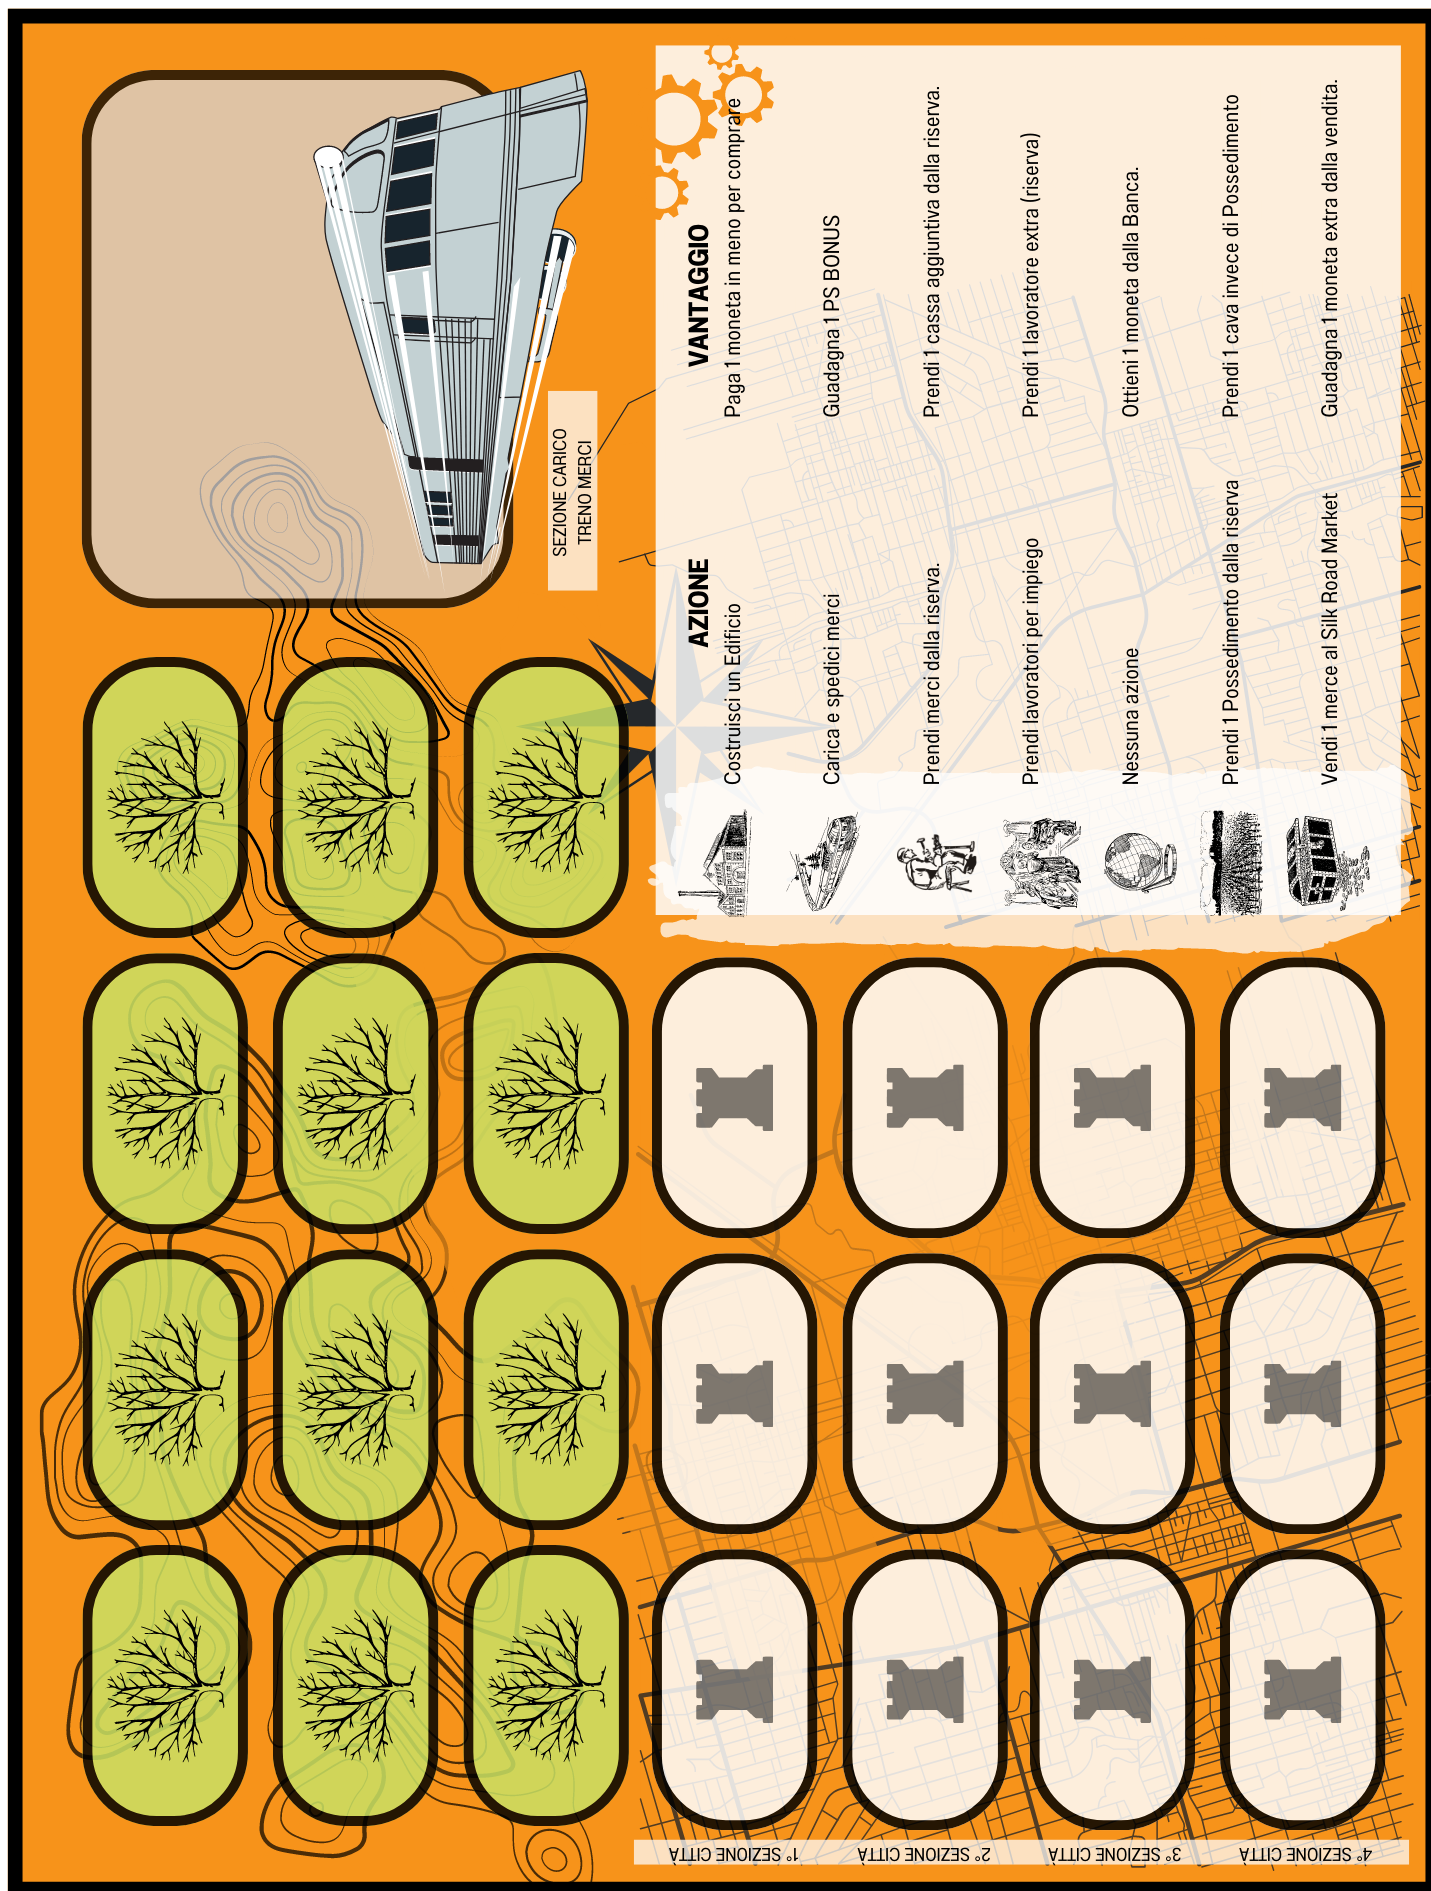 SEZIONE CARICO
TRENO MERCI
AZIONE VANTAGGIO
Costruisci un Edificio Paga 1 moneta in meno per comprare
Carica e spedici merci Guadagna 1 PS BONUS
Prendi merci dalla riserva. Prendi 1 cassa aggiuntiva dalla riserva.
Prendi lavoratori per impiego Prendi 1 lavoratore extra (riserva)
Nessuna azione Ottieni 1 moneta dalla Banca.
Prendi 1 Possedimento dalla riserva Prendi 1 cava invece di Possedimento
Vendi 1 merce al Silk Road Market Guadagna 1 moneta extra dalla vendita.
1° SEZIONE CITTÀ
2° SEZIONE CITTÀ
3° SEZIONE CITTÀ
4° SEZIONE CITTÀ